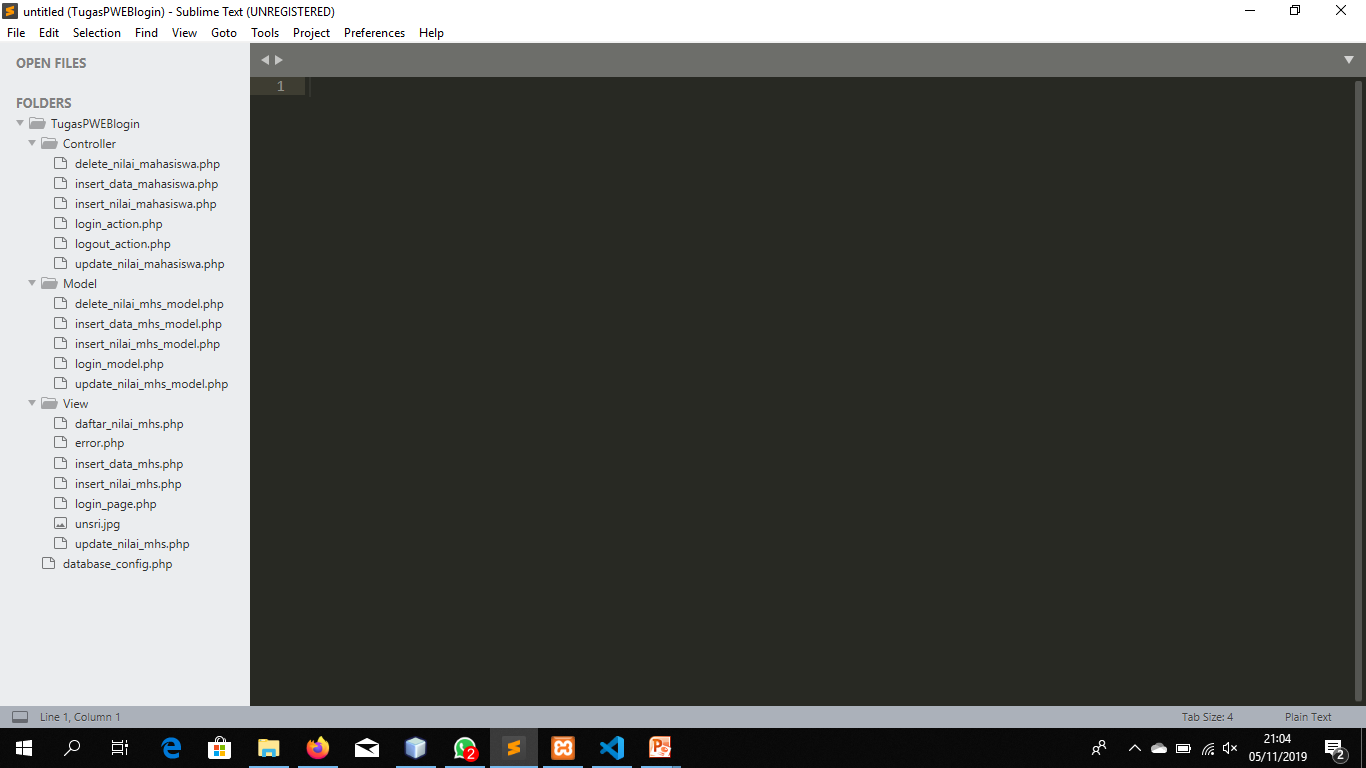 untitled (TugasPWEBlogin) - Sublime Text (UNREGISTERED)
File Edit Selection Find View Goto Tools Project Preferences Help
OPEN FILES
FOLDERS
TugasPWEBlogin
Controller
delete_nilai_mahasiswa.php
insert_data_mahasiswa.php
insert_nilai_mahasiswa.php
login_action.php
logout_action.php
update_nilai_mahasiswa.php
Model
delete_nilai_mhs_model.php
insert_data_mhs_model.php
insert_nilai_mhs_model.php
login_model.php
update_nilai_mhs_model.php
View
daftar_nilai_mhs.php
error.php
insert_data_mhs.php
insert_nilai_mhs.php
login_page.php
unsri.jpg
update_nilai_mhs.php
database_config.php
1
Line 1, Column 1
Tab Size: 4 Plain Text
2
21:04
05/11/2019
2